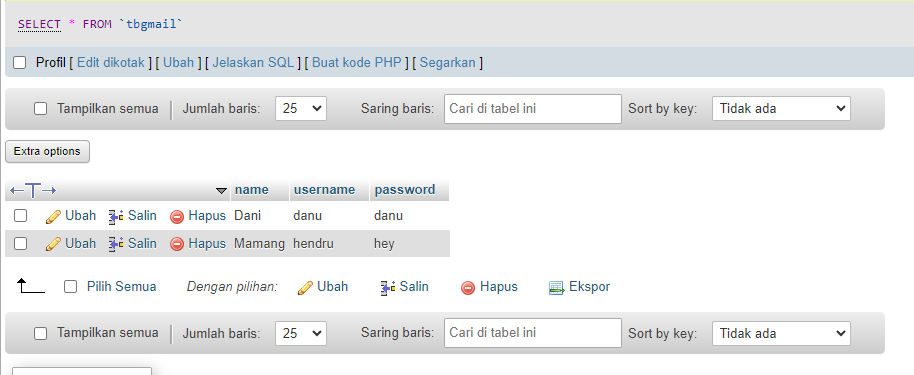 SELECT * FROM `tbgmail`
Profil [ Edit dikotak ] [ Ubah ] [ Jelaskan SQL ] [ Buat kode PHP ] [ Segarkan ]
Tampilkan semua | Jumlah baris: 25 Saring baris: Cari di tabel ini Sort by key: Tidak ada
Extra options
←T→ name username password
Ubah Salin Hapus Dani danu danu
Ubah Salin Hapus Mamang hendru hey
Pilih Semua Dengan pilihan: Ubah Salin Hapus Ekspor
Tampilkan semua | Jumlah baris: 25 Saring baris: Cari di tabel ini Sort by key: Tidak ada